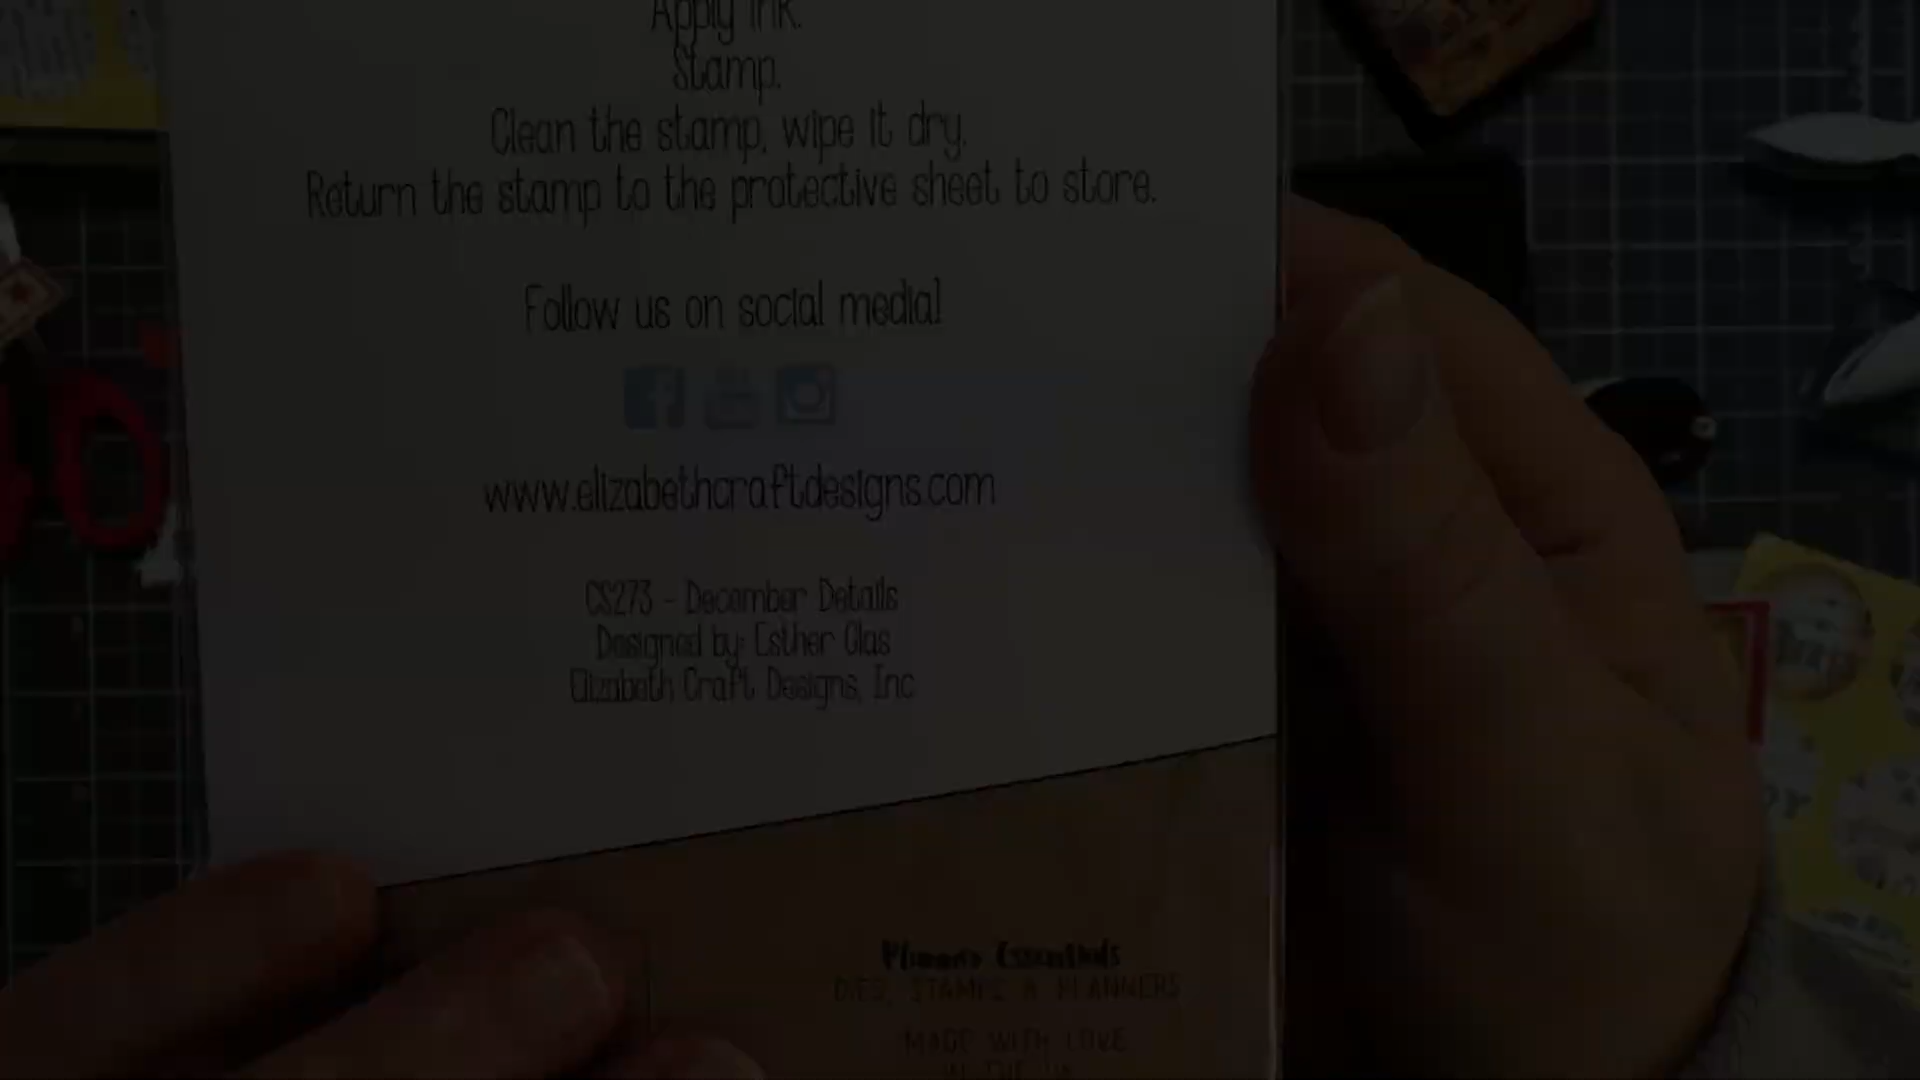 Apply ink.
Stamp.
Clean the stamp, wipe it dry.
Return the stamp to the protective sheet to store.
Follow us on social media!
www.elizabethcraftdesigns.com
CS273 - December Details
Designed by: Esther Glas
Elizabeth Craft Designs, Inc
Planner Essentials
DIES, STAMPS & PLANNERS
MADE WITH LOVE
IN THE